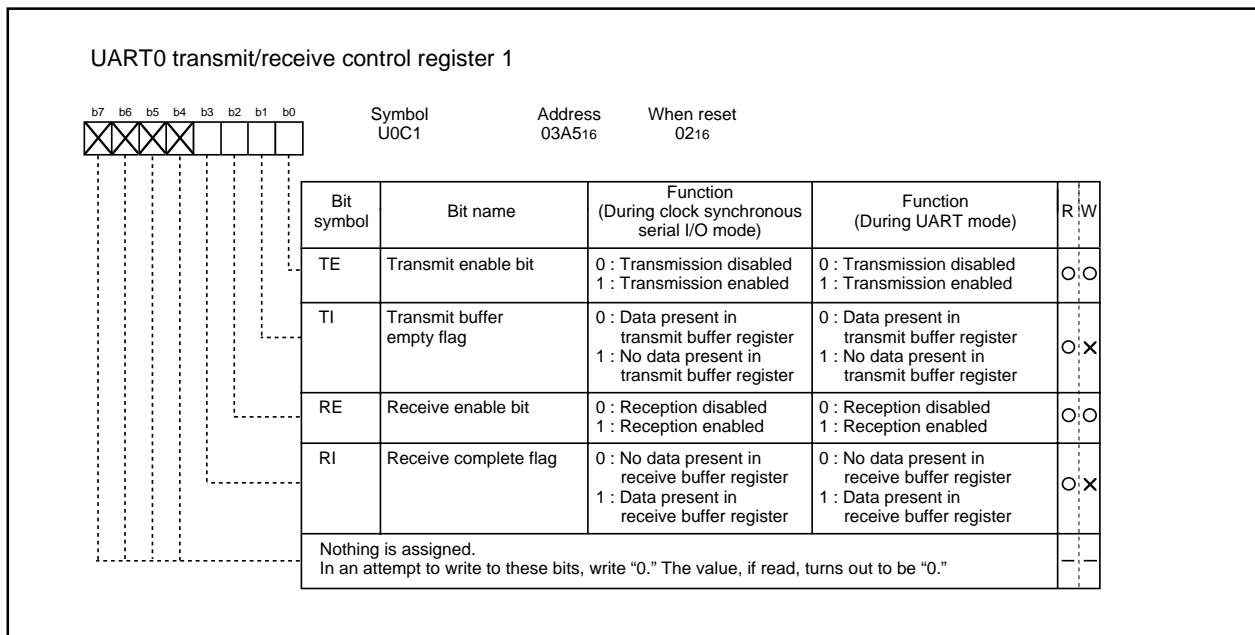 UART0 transmit/receive control register 1
b7 b6 b5 b4 b3 b2 b1 b0
Symbol Address When reset
U0C1 03A516 0216
Bit symbol
Bit name
Function
(During clock synchronous
serial I/O mode)
Function
(During UART mode)
R W
TE
Transmit enable bit
0 : Transmission disabled
1 : Transmission enabled
0 : Transmission disabled
1 : Transmission enabled
TI
Transmit buffer
empty flag
0 : Data present in
transmit buffer register
1 : No data present in
transmit buffer register
0 : Data present in
transmit buffer register
1 : No data present in
transmit buffer register
RE
Receive enable bit
0 : Reception disabled
1 : Reception enabled
0 : Reception disabled
1 : Reception enabled
RI
Receive complete flag
0 : No data present in
receive buffer register
1 : Data present in
receive buffer register
0 : No data present in
receive buffer register
1 : Data present in
receive buffer register
Nothing is assigned.
In an attempt to write to these bits, write “0.” The value, if read, turns out to be “0.”